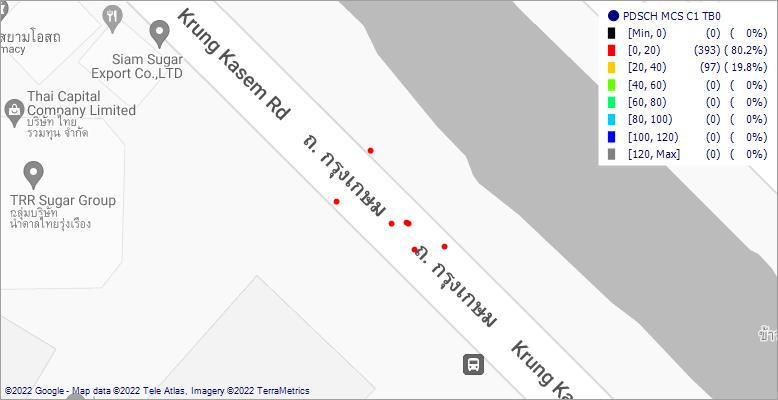 สยามโอสถ
macy
Siam Sugar
Export Co.,LTD
Krung Kasem Rd
Thai Capital
Company Limited
บริษัท ไทย
รวมทุน จำกัด
TRR Sugar Group
กลุ่มบริษัท
น้ำตาลไทยรุ่งเรือง
ถ. กรุงเกษม
ถ. กรุงเกษม
Krung Ka
ข้าว
PDSCH MCS C1 TB0
[Min, 0) (0) ( 0%)
[0, 20) (393) ( 80.2%)
[20, 40) (97) ( 19.8%)
[40, 60) (0) ( 0%)
[60, 80) (0) ( 0%)
[80, 100) (0) ( 0%)
[100, 120) (0) ( 0%)
[120, Max] (0) ( 0%)
©2022 Google - Map data ©2022 Tele Atlas, Imagery ©2022 TerraMetrics